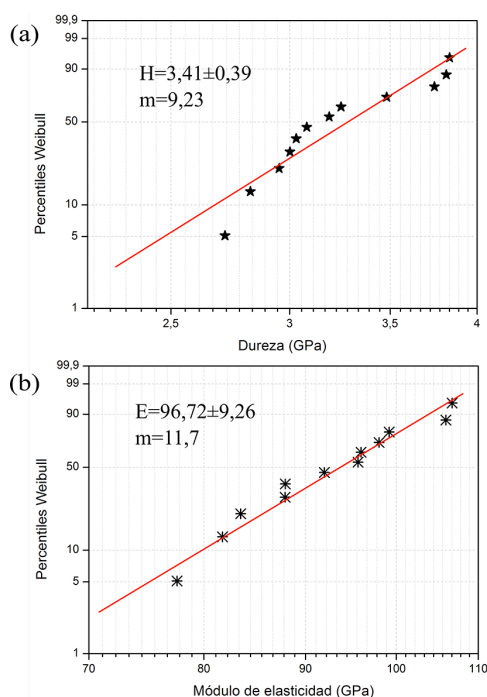 (a)
99,9
99
90
50
10
5
1
Percentiles Weibull
H=3,41±0,39
m=9,23
2,5
3
3,5
4
Dureza (GPa)
(b)
99,9
99
90
50
10
5
1
Percentiles Weibull
E=96,72±9,26
m=11,7
70
80
90
100
110
Módulo de elasticidad (GPa)